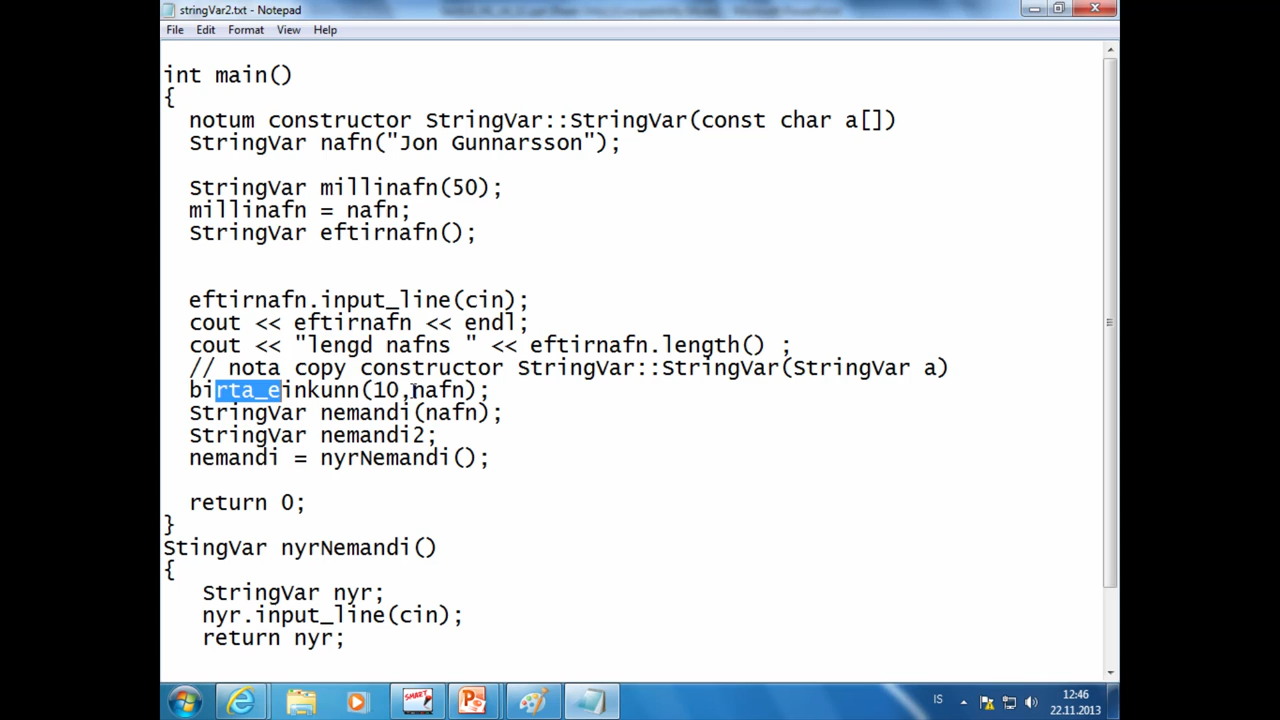 stringVar2.txt - Notepad
File Edit Format View Help
int main()
{
notum constructor StringVar::StringVar(const char a[])
StringVar nafn("Jon Gunnarsson");
StringVar millinafn(50);
millinafn = nafn;
StringVar eftirnafn();
eftirnafn.input_line(cin);
cout << eftirnafn << endl;
cout << "lengd nafns " << eftirnafn.length() ;
// nota copy constructor StringVar::StringVar(StringVar a)
birta_einkunn(10,nafn);
StringVar nemandi(nafn);
StringVar nemandi2;
nemandi = nyrNemandi();
return 0;
}
StingVar nyrNemandi()
{
StringVar nyr;
nyr.input_line(cin);
return nyr;
SMART
IS
12:46
22.11.2013